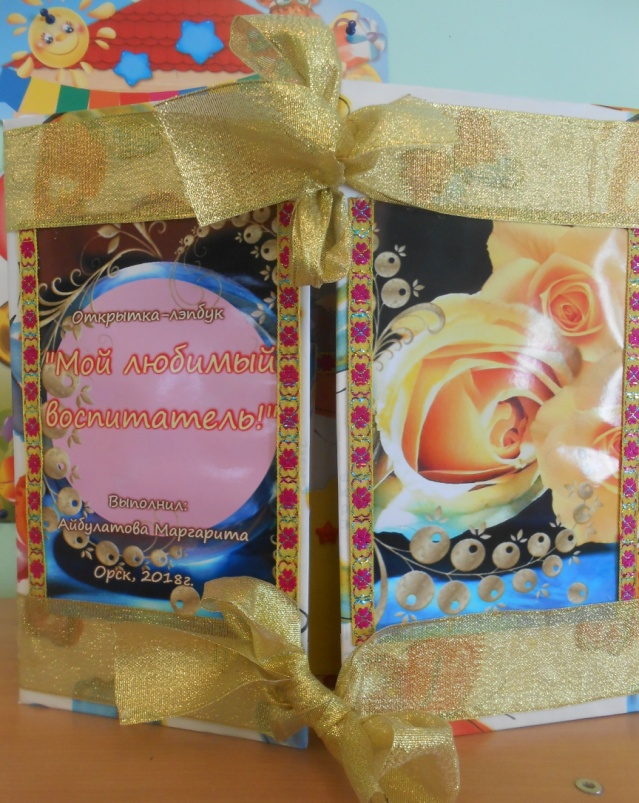 Открытка-лэпбук
"Мой любимый
воспитатель!"
Выполнил:
Айбулатова Маргарита
Орск, 2018г.